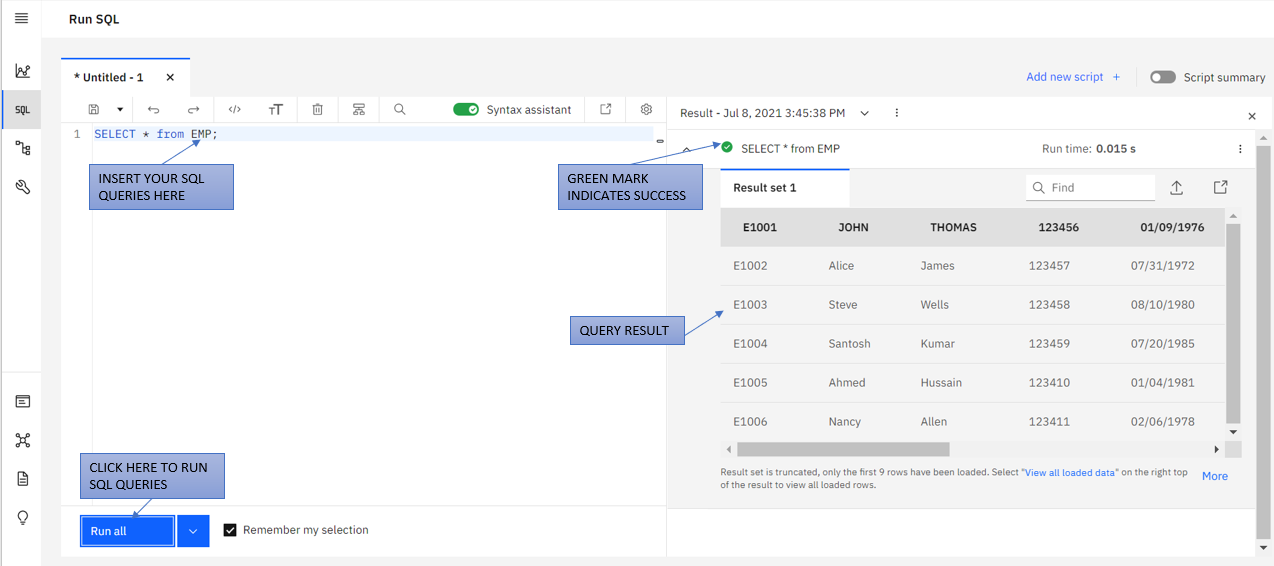 Run SQL
* Untitled - 1
Add new script +
Script summary
SQL
</>
TT
Syntax assistant
Result - Jul 8, 2021 3:45:38 PM
1 SELECT * from EMP;
SELECT * from EMP
Run time: 0.015 s
INSERT YOUR SQL
QUERIES HERE
GREEN MARK
INDICATES SUCCESS
Result set 1
Find
E1001 JOHN THOMAS 123456 01/09/1976
E1002 Alice James 123457 07/31/1972
E1003 Steve Wells 123458 08/10/1980
QUERY RESULT
E1004 Santosh Kumar 123459 07/20/1985
E1005 Ahmed Hussain 123410 01/04/1981
E1006 Nancy Allen 123411 02/06/1978
CLICK HERE TO RUN
SQL QUERIES
Result set is truncated, only the first 9 rows have been loaded. Select "View all loaded data" on the right top
of the result to view all loaded rows.
More
Run all
Remember my selection